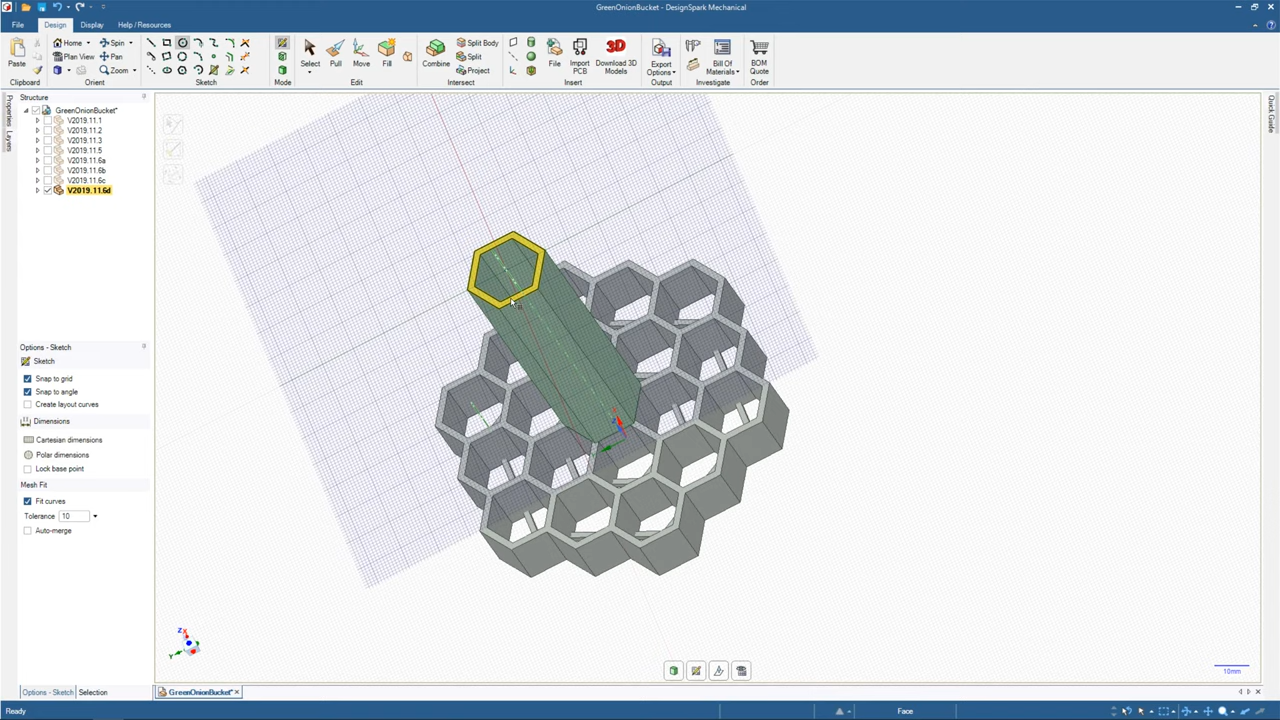 GreenOnionBucket - DesignSpark Mechanical
File
Design
Display
Help / Resources
Paste
Clipboard
Home
Spin
Plan View
Pan
Zoom
Orient
Sketch
Mode
Select
Pull
Move
Fill
Edit
Combine
Split Body
Split
Project
Intersect
File
Import
PCB
Download 3D
Models
Insert
Export
Options
Output
Bill Of
Materials
Investigate
BOM
Quote
Order
Properties
Layers
Structure
GreenOnionBucket*
V2019.11.1
V2019.11.2
V2019.11.3
V2019.11.5
V2019.11.6a
V2019.11.6b
V2019.11.6c
V2019.11.6d
Quick Guide
Options - Sketch
Sketch
Snap to grid
Snap to angle
Create layout curves
Dimensions
Cartesian dimensions
Polar dimensions
Lock base point
Mesh Fit
Fit curves
Tolerance 10
Auto-merge
Z
X
Y
10mm
Options - Sketch
Selection
GreenOnionBucket*
Ready
Face